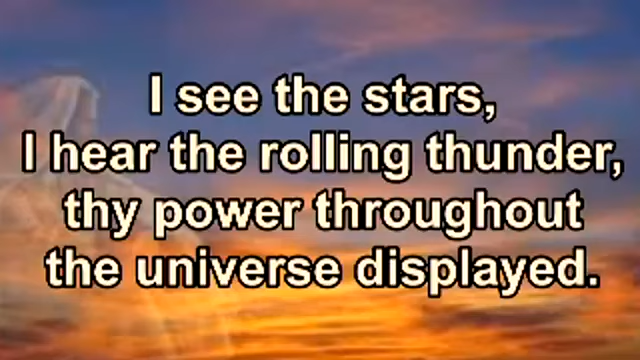 I see the stars,
I hear the rolling thunder,
thy power throughout
the universe displayed.